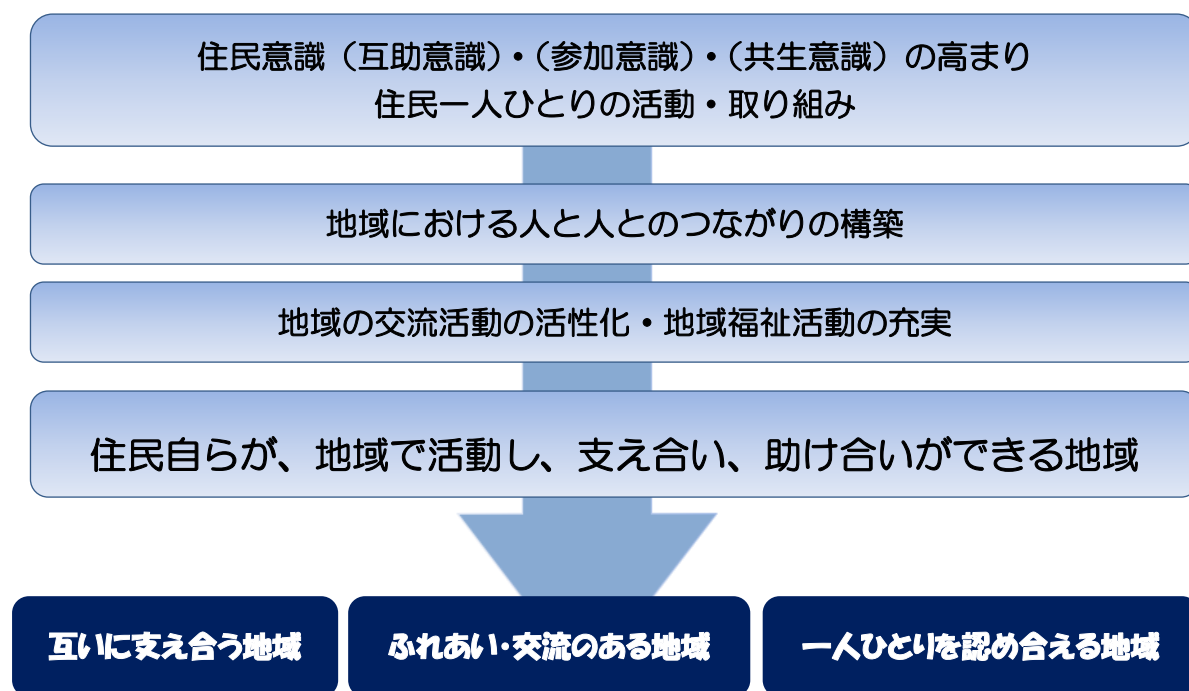 住民意識（互助意識）・（参加意識）・（共生意識）の高まり
住民一人ひとりの活動・取り組み
地域における人と人とのつながりの構築
地域の交流活動の活性化・地域福祉活動の充実
住民自らが、地域で活動し、支え合い、助け合いができる地域
互いに支え合う地域
ふれあい・交流のある地域
一人ひとりを認め合える地域